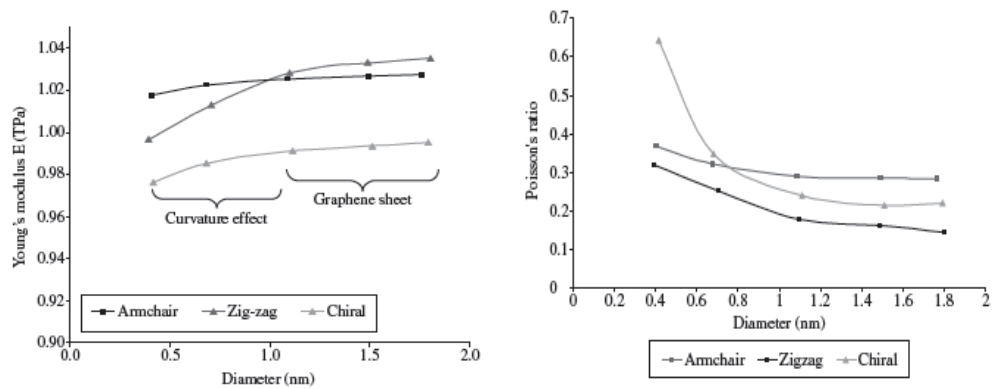 Young's modulus E (TPa)
1.04
1.02
1.00
0.98
0.96
0.94
0.92
0.90
Curvature effect
Graphene sheet
Armchair Zig-zag Chiral
0.0 0.5 1.0 1.5 2.0
Diameter (nm)
Poisson's ratio
0.7
0.6
0.5
0.4
0.3
0.2
0.1
0
0 0.2 0.4 0.6 0.8 1 1.2 1.4 1.6 1.8 2
Diameter (nm)
Armchair Zigzag Chiral